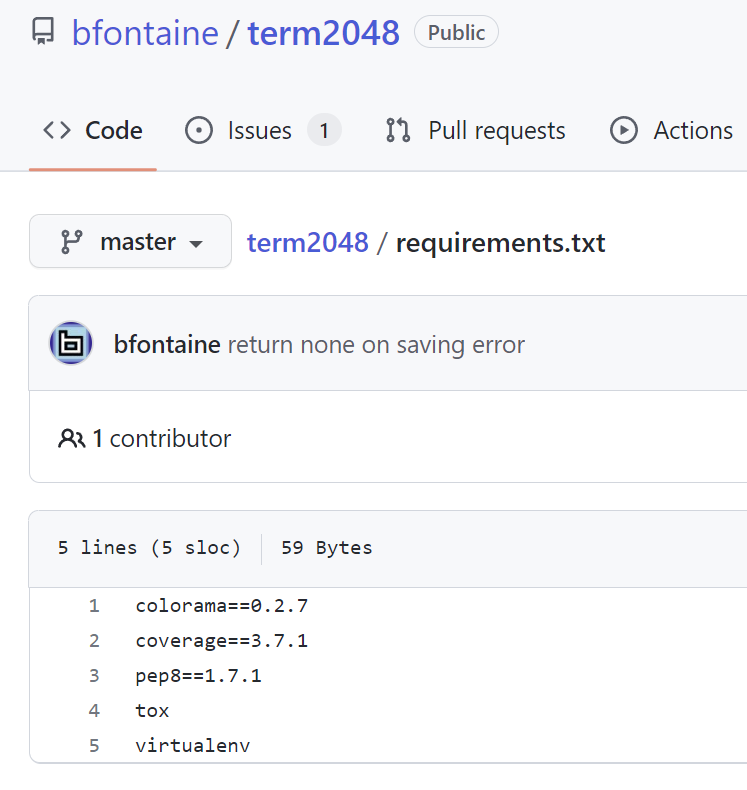 bfontaine / term2048 Public
Code Issues 1 Pull requests Actions
master term2048 / requirements.txt
bfontaine return none on saving error
1 contributor
5 lines (5 sloc) 59 Bytes
1 colorama==0.2.7
2 coverage==3.7.1
3 pep8==1.7.1
4 tox
5 virtualenv